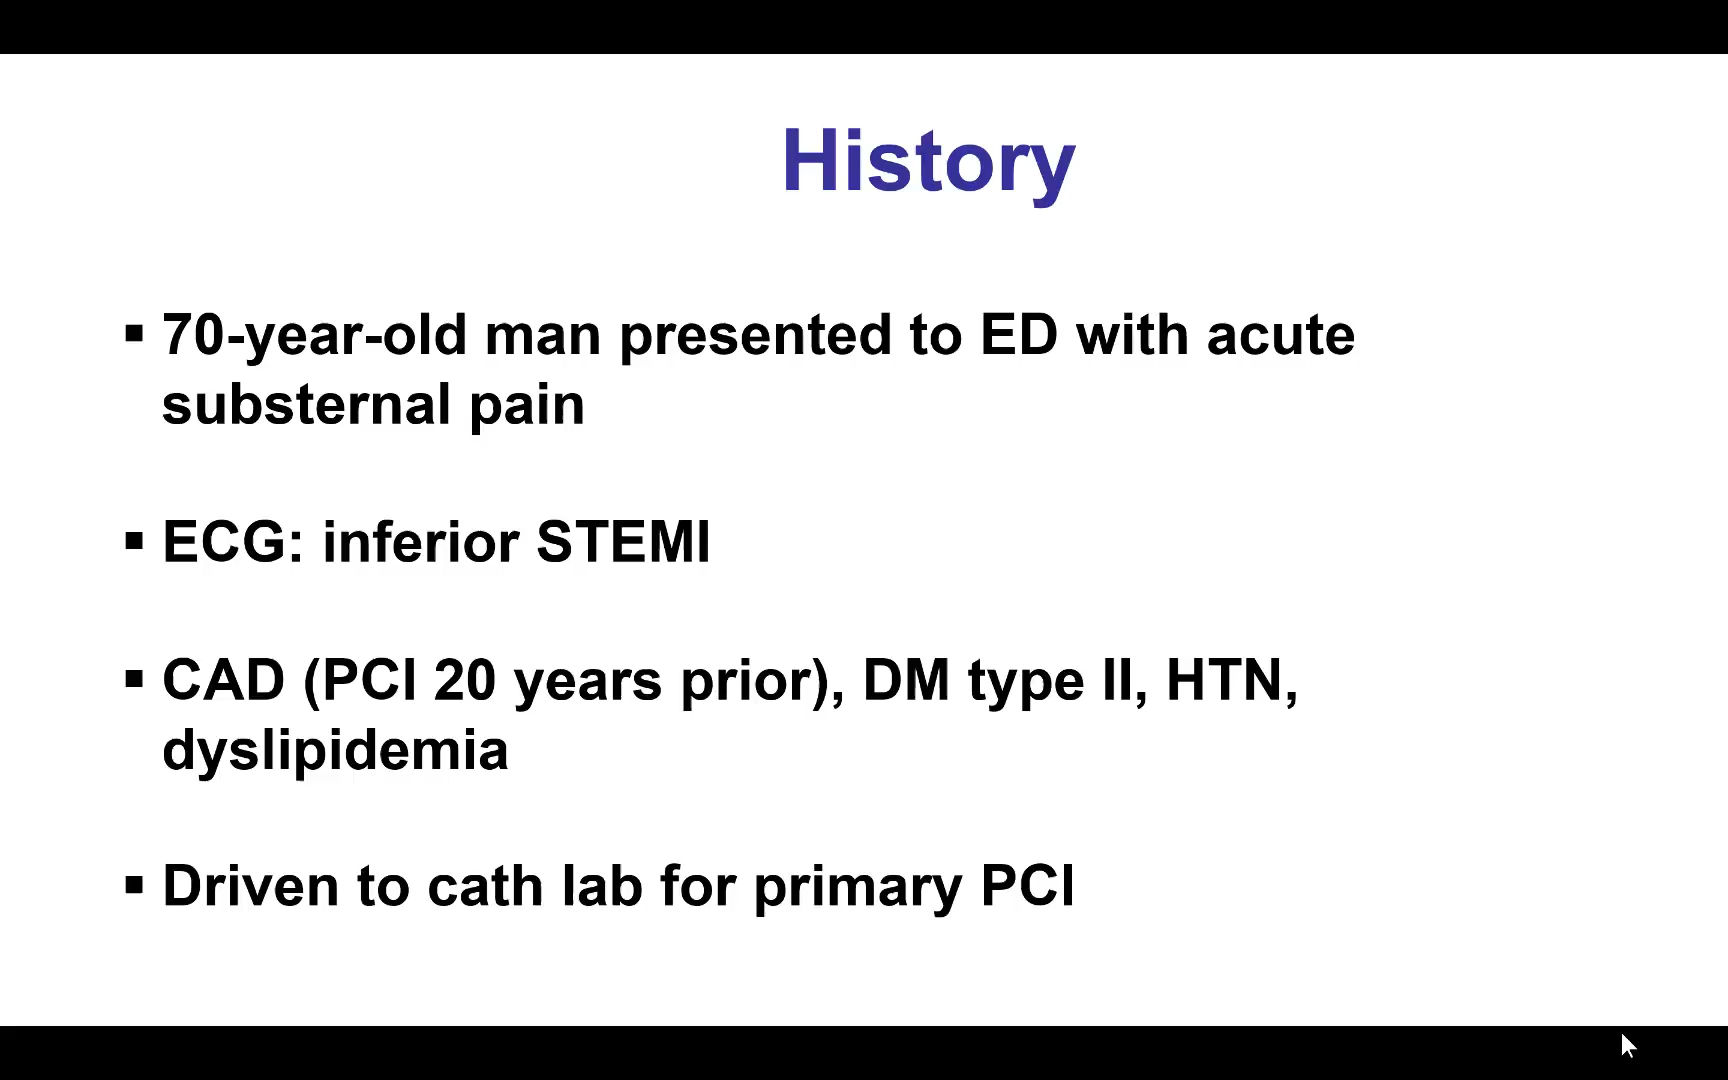 History
▪ 70-year-old man presented to ED with acute
substernal pain
▪ ECG: inferior STEMI
▪ CAD (PCI 20 years prior), DM type II, HTN,
dyslipidemia
▪ Driven to cath lab for primary PCI